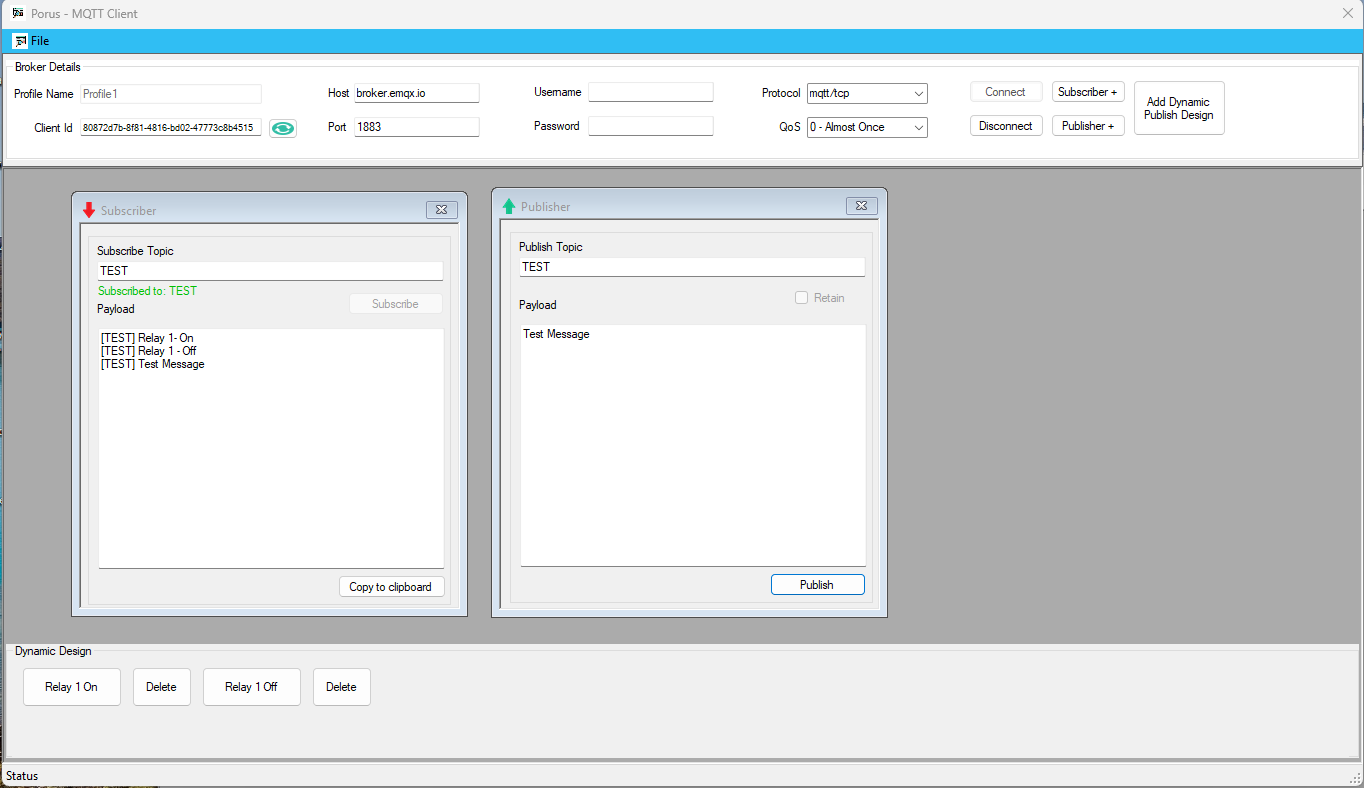 Porus - MQTT Client
File
Broker Details
Profile Name Profile1 Host broker.emqx.io Username Protocol mqtt/tcp Connect Subscriber +
Add Dynamic
Publish Design
Client Id 80872d7b-8f81-4816-bd02-47773c8b4515 Port 1883 Password QoS 0 - Almost Once Disconnect Publisher +
Subscriber
Subscribe Topic
TEST
Subscribed to: TEST
Subscribe
Payload
[TEST] Relay 1- On
[TEST] Relay 1 - Off
[TEST] Test Message
Copy to clipboard
Publisher
Publish Topic
TEST
Retain
Payload
Test Message
Publish
Dynamic Design
Relay 1 On Delete Relay 1 Off Delete
Status